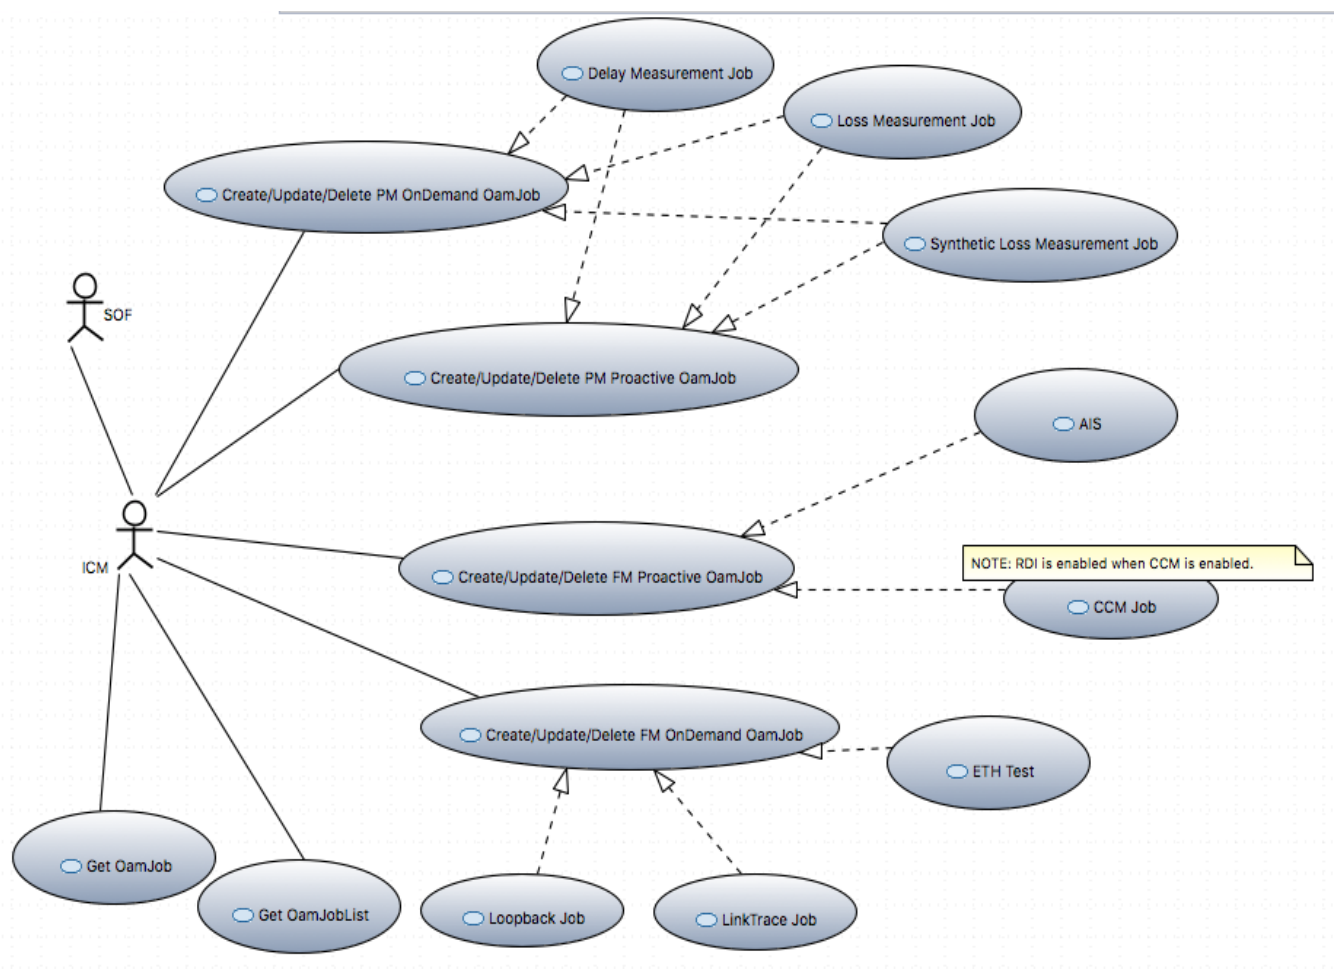 Delay Measurement Job
Loss Measurement Job
Create/Update/Delete PM OnDemand OamJob
Synthetic Loss Measurement Job
SOF
Create/Update/Delete PM Proactive OamJob
AIS
ICM
NOTE: RDI is enabled when CCM is enabled.
Create/Update/Delete FM Proactive OamJob
CCM Job
Create/Update/Delete FM OnDemand OamJob
ETH Test
Get OamJob
Get OamJobList
Loopback Job
LinkTrace Job